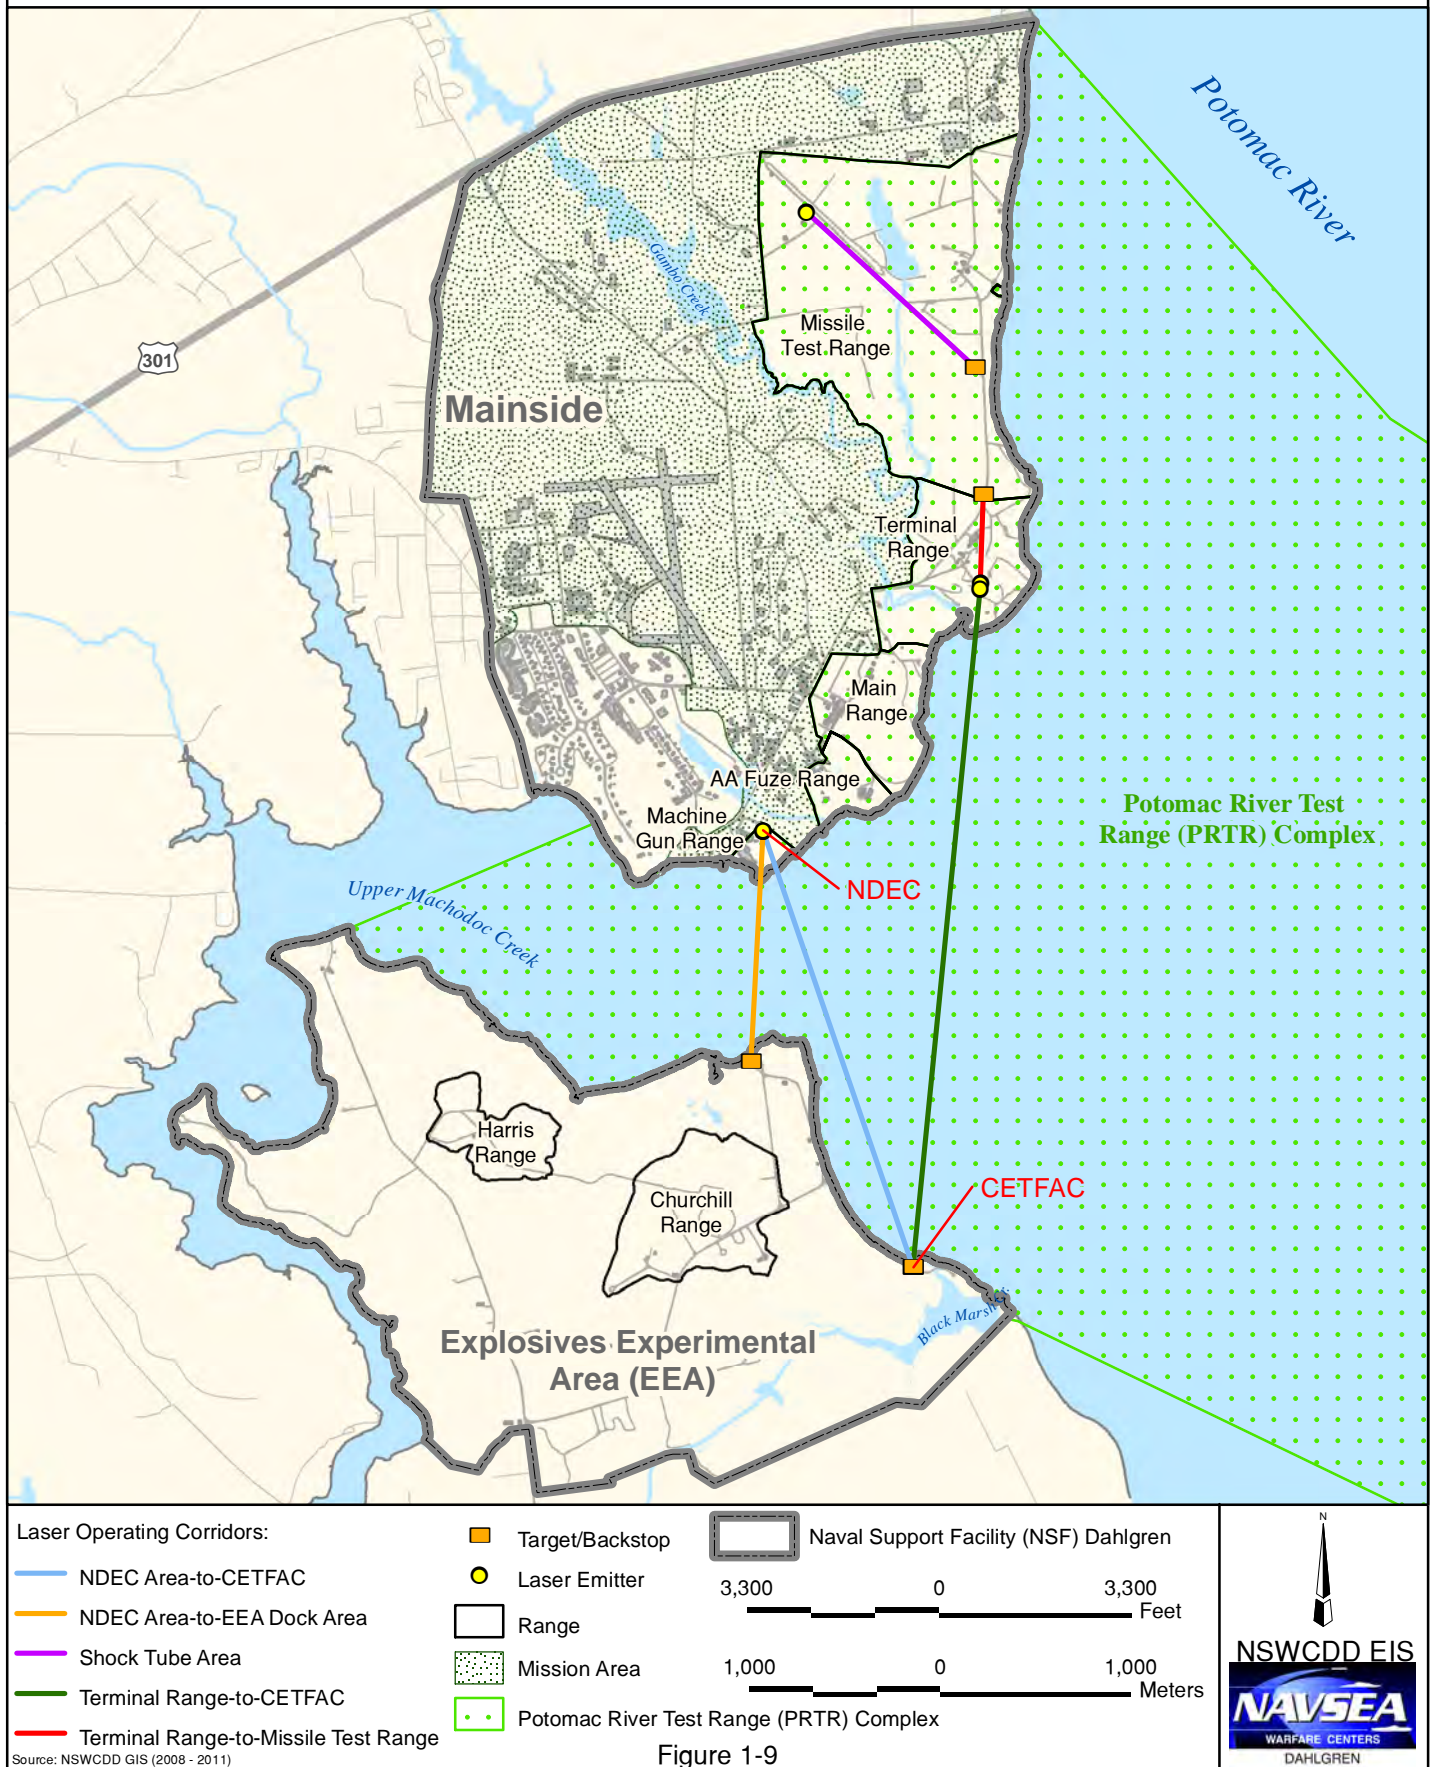 Potomac River
301
Gambo Creek
Missile
Test Range
Mainside
Terminal
Range
Main
Range
AA Fuze Range
Machine
Gun Range
Potomac River Test
Range (PRTR) Complex
NDEC
Upper Machodoc Creek
Harris
Range
CETFAC
Churchill
Range
Black Marsh
Explosives Experimental
Area (EEA)
Laser Operating Corridors:
NDEC Area-to-CETFAC
NDEC Area-to-EEA Dock Area
Shock Tube Area
Terminal Range-to-CETFAC
Terminal Range-to-Missile Test Range
Source: NSWCDD GIS (2008 - 2011)
Target/Backstop
Laser Emitter
Range
Mission Area
Potomac River Test Range (PRTR) Complex
Naval Support Facility (NSF) Dahlgren
3,300 0 3,300
Feet
1,000 0 1,000
Meters
Figure 1-9
N
NSWCDD EIS
NAVSEA
WARFARE CENTERS
DAHLGREN